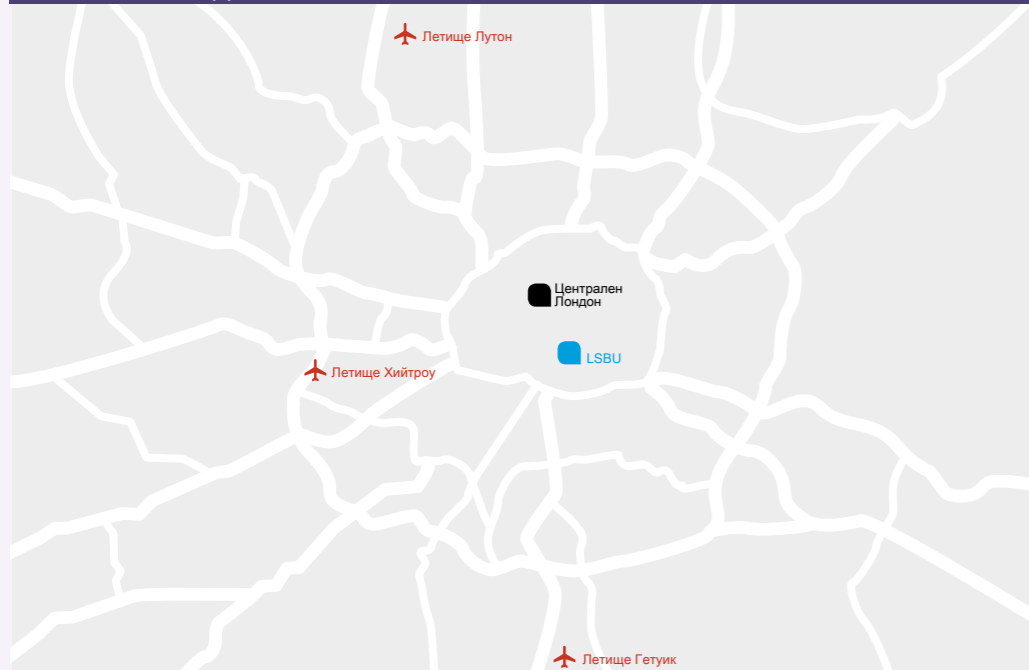 Летище Лутон
Централен
Лондон
LSBU
Летище Хийтроу
Летище Гетуик